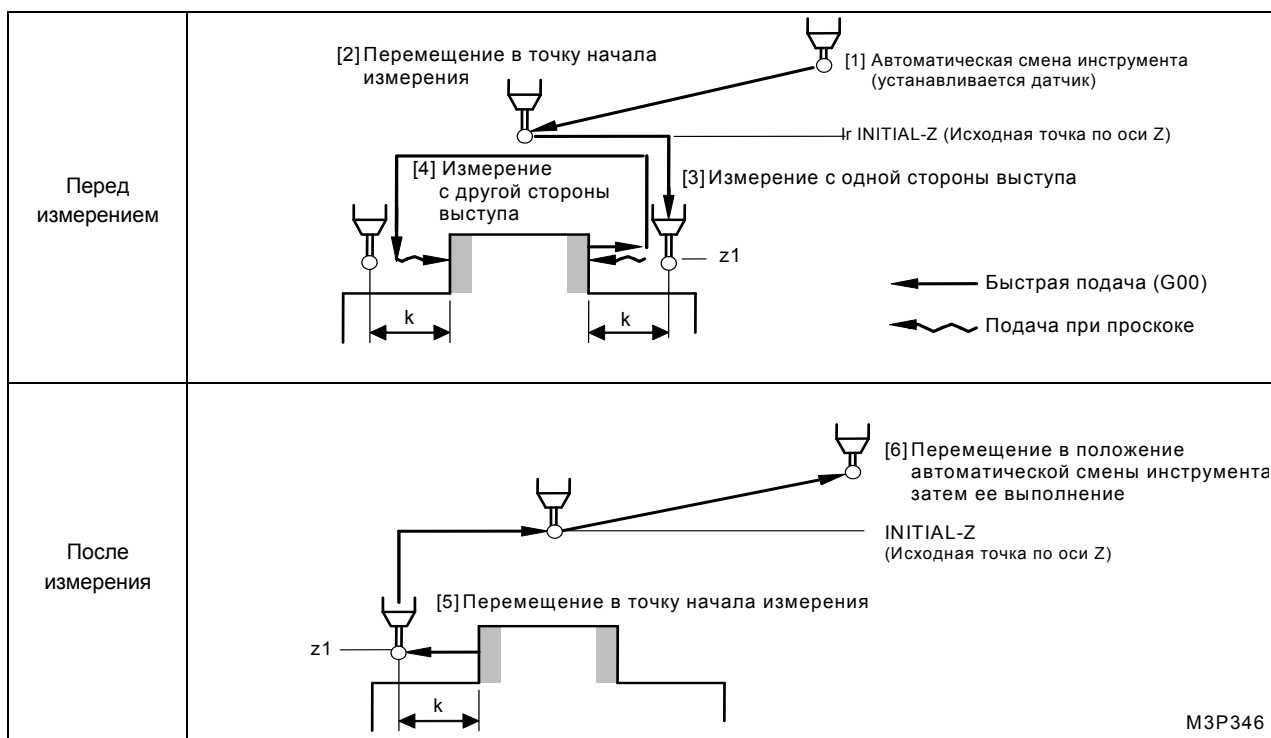 Перед
измерением
[2] Перемещение в точку начала
измерения
[1] Автоматическая смена инструмента
(устанавливается датчик)
Ir INITIAL-Z (Исходная точка по оси Z)
[4] Измерение
с другой стороны
выступа
[3] Измерение с одной стороны выступа
z1
k
k
Быстрая подача (G00)
Подача при проскоке
После
измерения
[6] Перемещение в положение
автоматической смены инструмента
затем ее выполнение
INITIAL-Z
(Исходная точка по оси Z)
[5] Перемещение в точку начала измерения
z1
k
M3P346